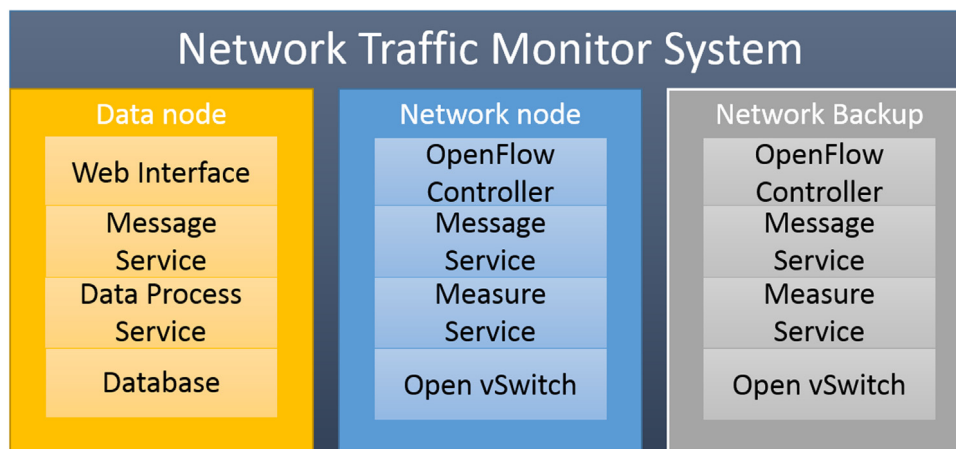 Network Traffic Monitor System
Data node
Web Interface
Message
Service
Data Process
Service
Database
Network node
OpenFlow
Controller
Message
Service
Measure
Service
Open vSwitch
Network Backup
OpenFlow
Controller
Message
Service
Measure
Service
Open vSwitch